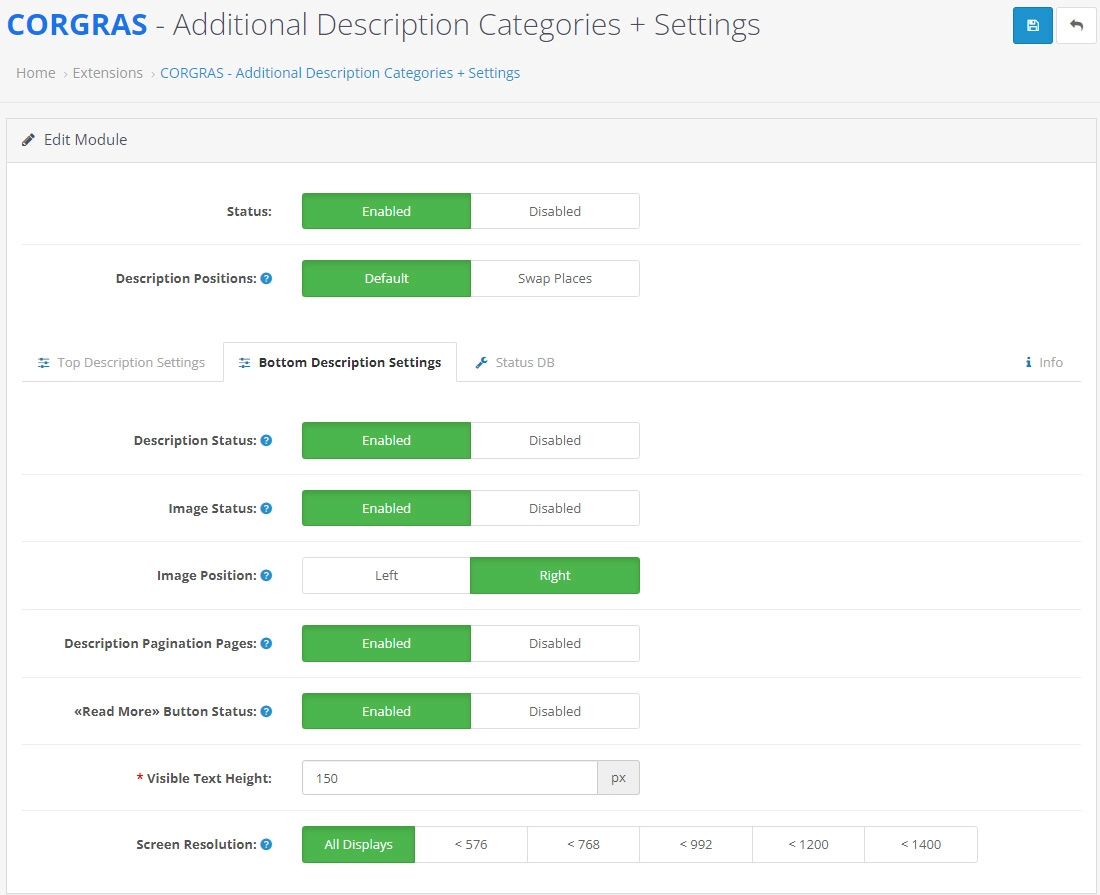 CORGRAS - Additional Description Categories + Settings
Home › Extensions › CORGRAS - Additional Description Categories + Settings
Edit Module
Status: Enabled Disabled
Description Positions: ? Default Swap Places
Top Description Settings Bottom Description Settings Status DB Info
Description Status: ? Enabled Disabled
Image Status: ? Enabled Disabled
Image Position: ? Left Right
Description Pagination Pages: ? Enabled Disabled
«Read More» Button Status: ? Enabled Disabled
* Visible Text Height: 150 px
Screen Resolution: ? All Displays < 576 < 768 < 992 < 1200 < 1400